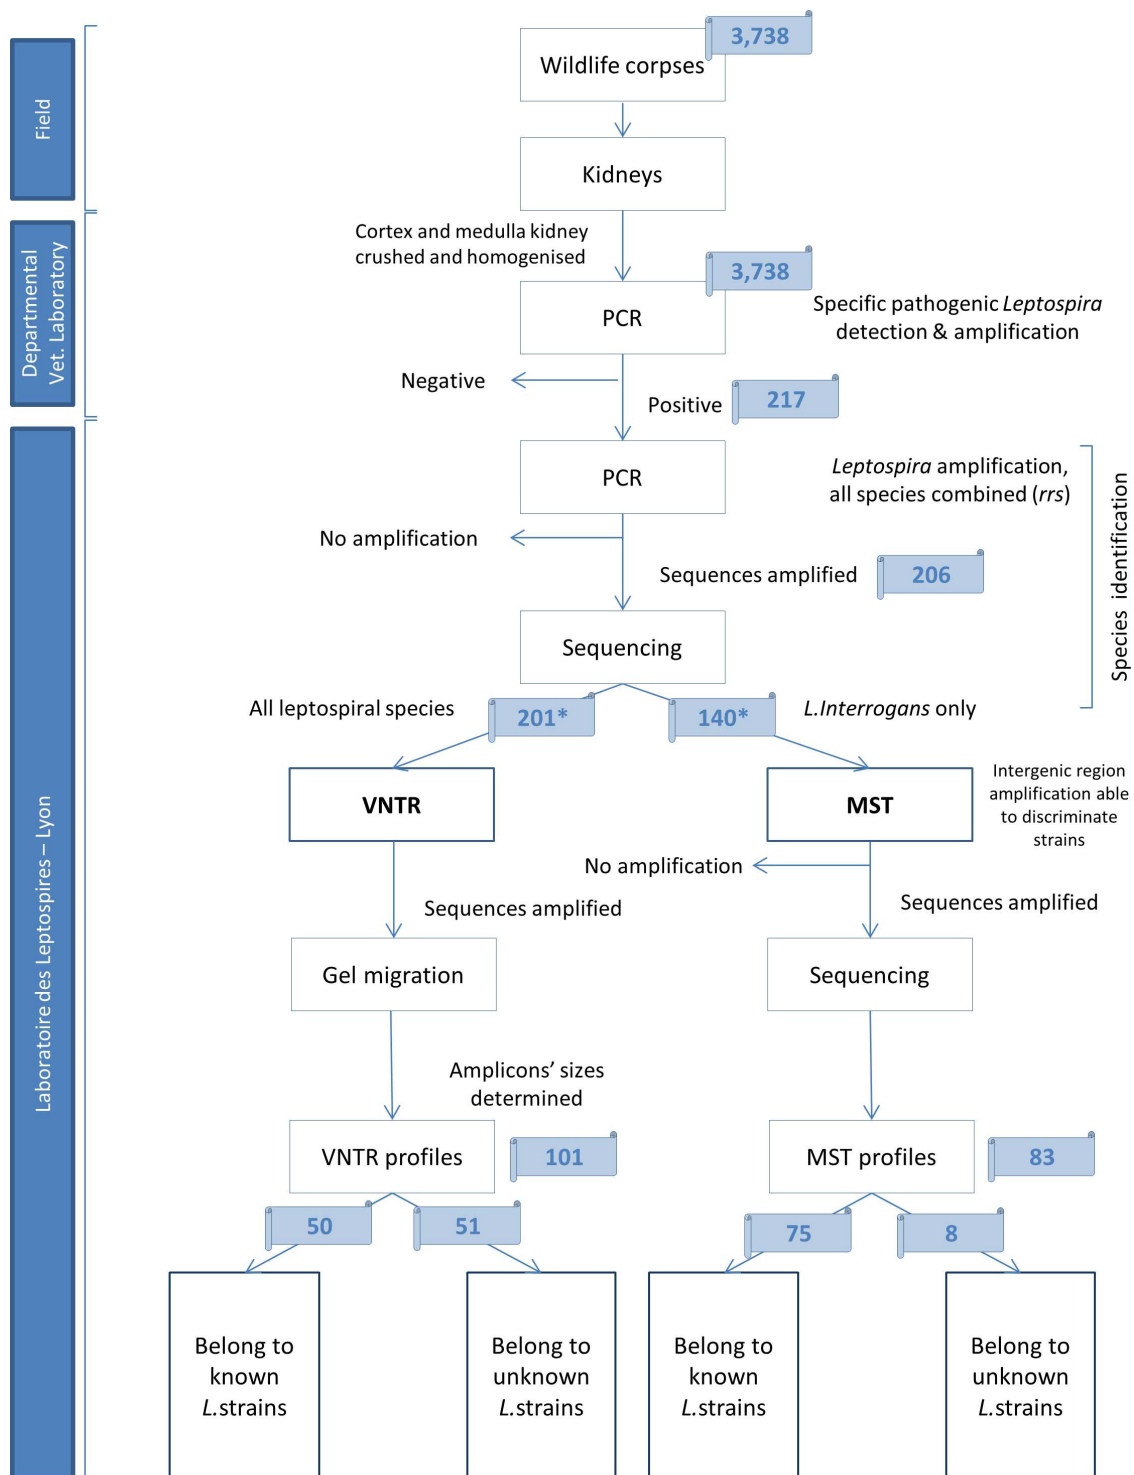 3,738
Wildlife corpses
Field
Kidneys
Cortex and medulla kidney
crushed and homogenised
3,738
PCR
Specific pathogenic Leptospira
detection & amplification
Departmental
Vet. Laboratory
Negative
Positive
217
PCR
Leptospira amplification,
all species combined (rrs)
No amplification
Sequences amplified
206
Species identification
Sequencing
All leptospiral species
201*
140*
L.Interrogans only
VNTR
MST
Intergenic region
amplification able
to discriminate
strains
No amplification
Sequences amplified
Sequences amplified
Gel migration
Sequencing
Laboratoire des Leptospires – Lyon
Amplicons' sizes
determined
VNTR profiles
101
MST profiles
83
50
51
75
8
Belong to
known
L.strains
Belong to
unknown
L.strains
Belong to
known
L.strains
Belong to
unknown
L.strains